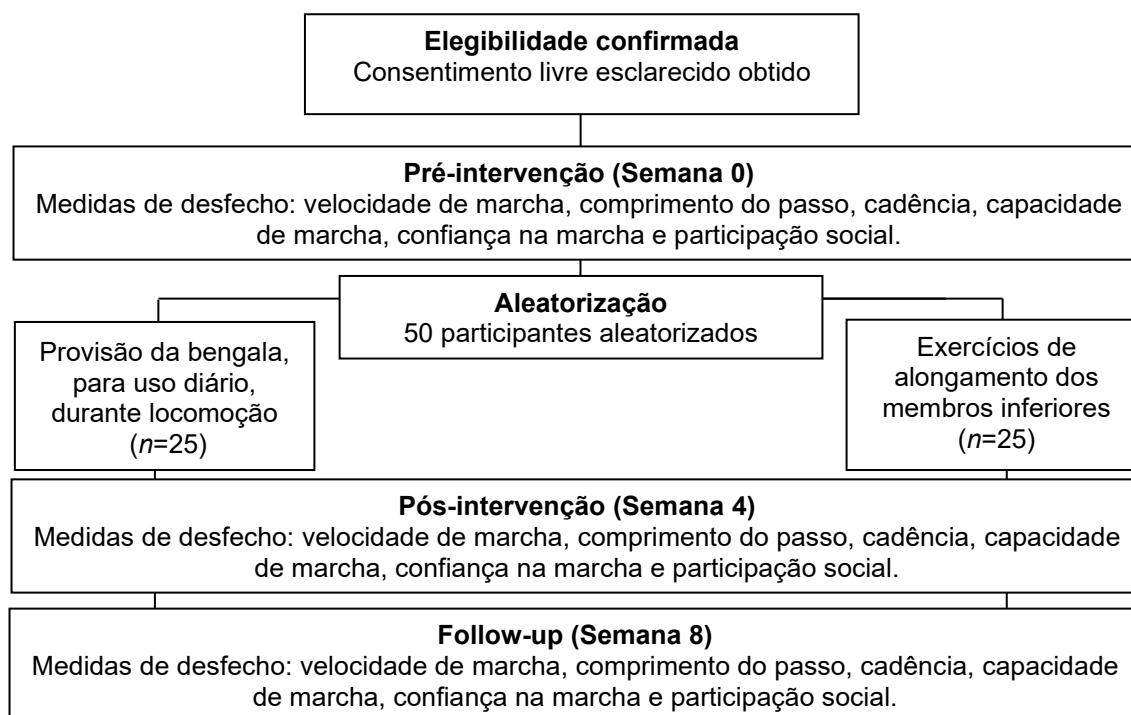 Elegibilidade confirmada
Consentimento livre esclarecido obtido
Pré-intervenção (Semana 0)
Medidas de desfecho: velocidade de marcha, comprimento do passo, cadência, capacidade
de marcha, confiança na marcha e participação social.
Aleatorização
50 participantes aleatorizados
Provisão da bengala,
para uso diário,
durante locomoção
(n=25)
Exercícios de
alongamento dos
membros inferiores
(n=25)
Pós-intervenção (Semana 4)
Medidas de desfecho: velocidade de marcha, comprimento do passo, cadência, capacidade
de marcha, confiança na marcha e participação social.
Follow-up (Semana 8)
Medidas de desfecho: velocidade de marcha, comprimento do passo, cadência, capacidade
de marcha, confiança na marcha e participação social.